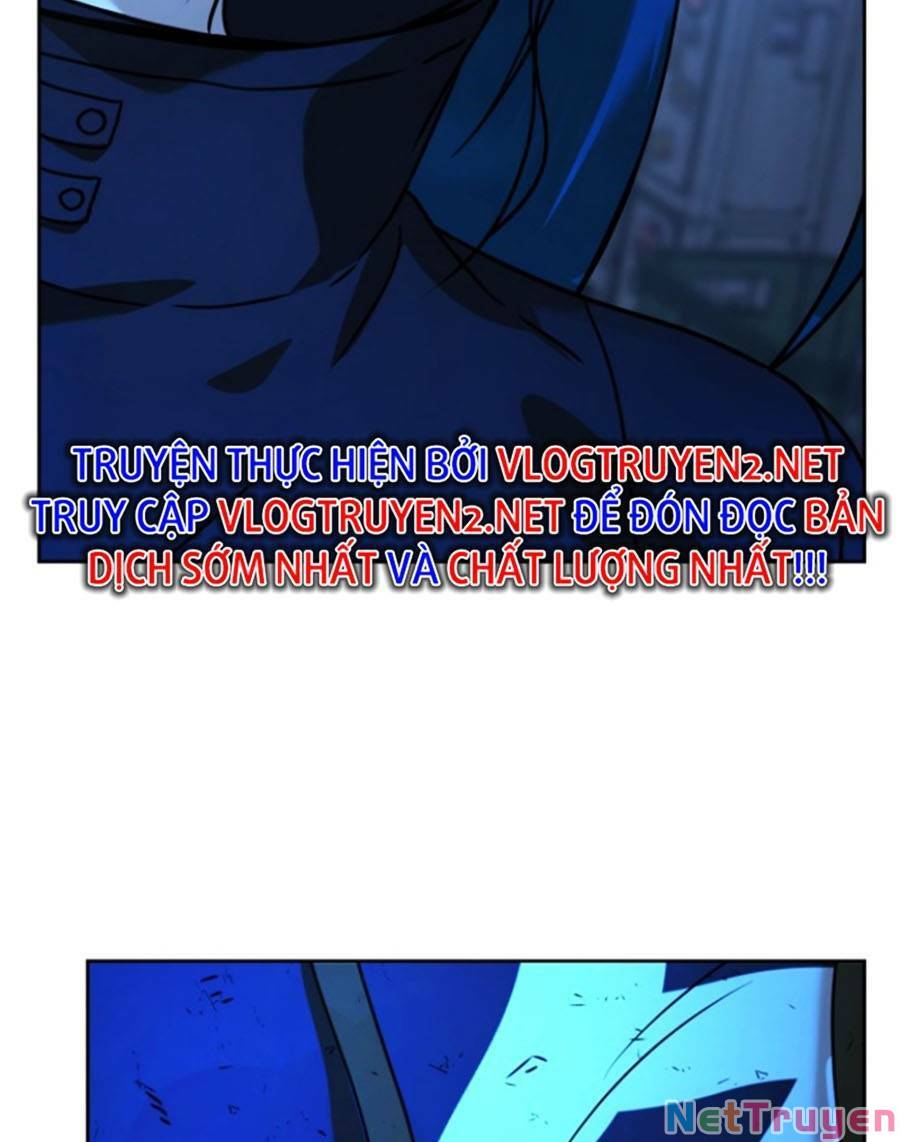 TRUYỆN THỰC HIỆN BỞI VLOGTRUYEN2.NET
TRUY CẬP VLOGTRUYEN2.NET ĐỂ ĐÓN ĐỌC BẢN
DỊCH SỚM NHẤT VÀ CHẤT LƯỢNG NHẤT!!!
NetTruyen